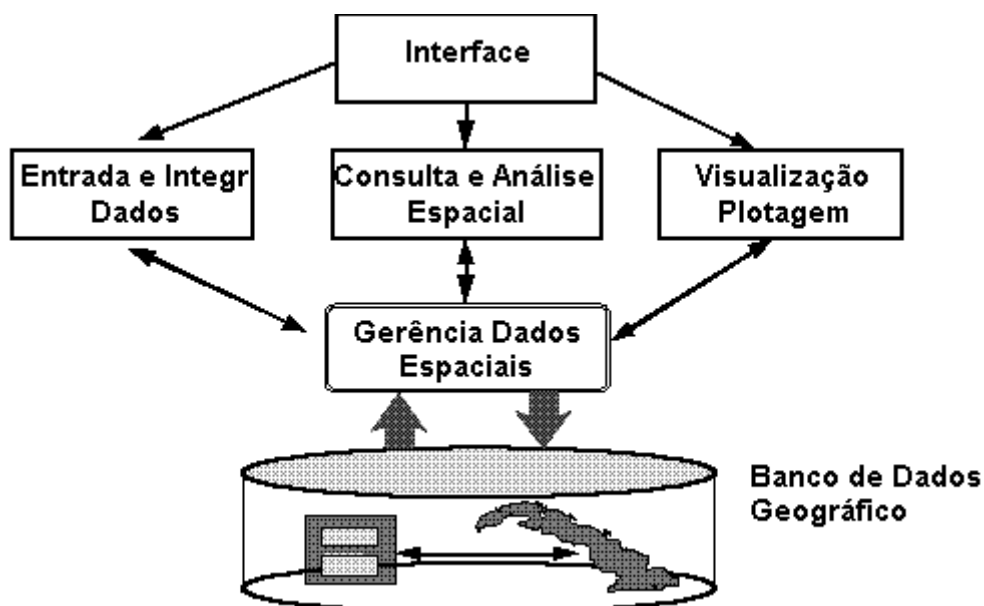 Interface
Entrada e Integr
Dados
Consulta e Análise
Espacial
Visualização
Plotagem
Gerência Dados
Espaciais
Banco de Dados
Geográfico